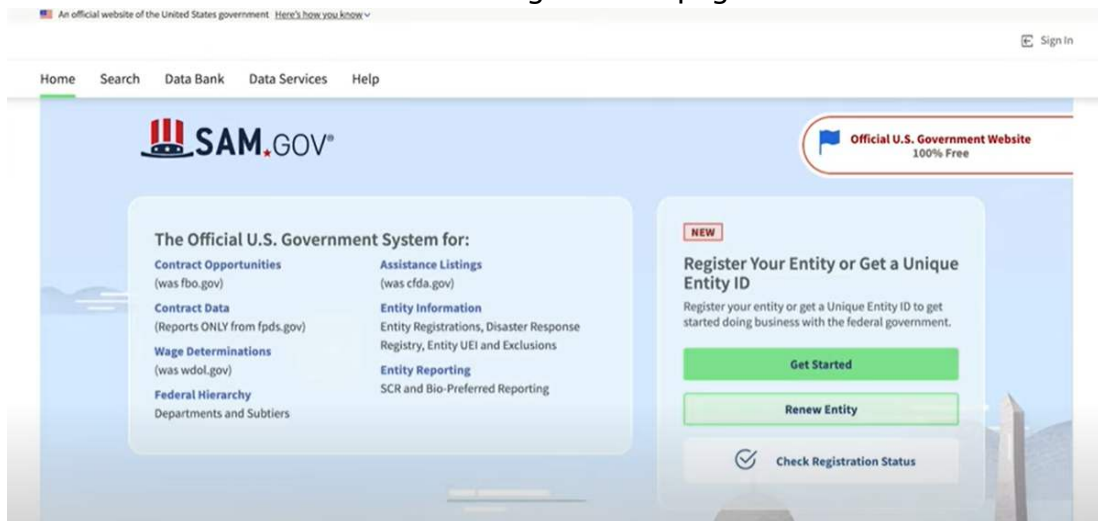 An official website of the United States government Here's how you know
Sign In
Home Search Data Bank Data Services Help
SAM.GOV®
Official U.S. Government Website
100% Free
The Official U.S. Government System for:
Contract Opportunities
(was fbo.gov)
Contract Data
(Reports ONLY from fpds.gov)
Wage Determinations
(was wdol.gov)
Federal Hierarchy
Departments and Subtiers
Assistance Listings
(was cfda.gov)
Entity Information
Entity Registrations, Disaster Response
Registry, Entity UEI and Exclusions
Entity Reporting
SCR and Bio-Preferred Reporting
NEW
Register Your Entity or Get a Unique
Entity ID
Register your entity or get a Unique Entity ID to get
started doing business with the federal government.
Get Started
Renew Entity
Check Registration Status